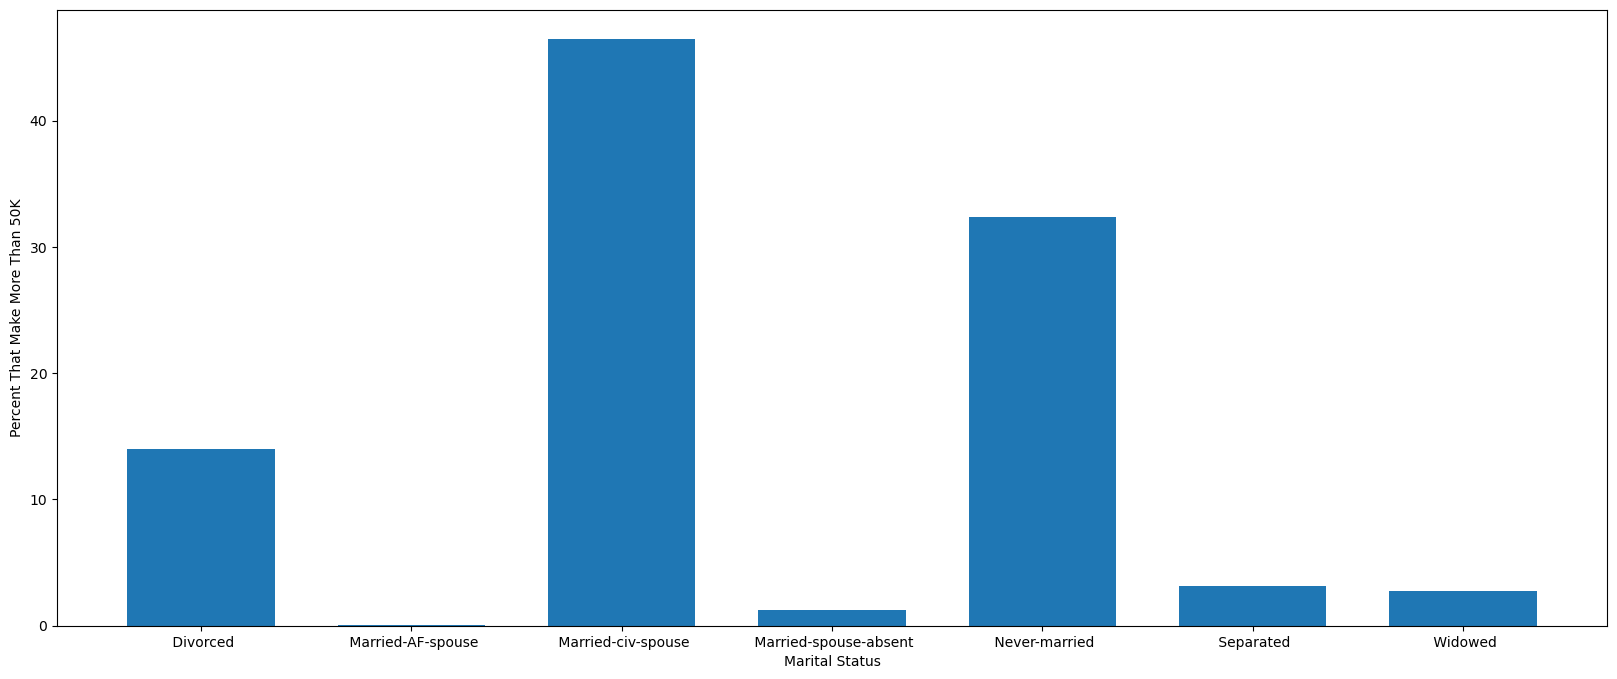 Percent That Make More Than 50K
40
30
20
10
0
Divorced Married-AF-spouse Married-civ-spouse Married-spouse-absent Never-married Separated Widowed
Marital Status